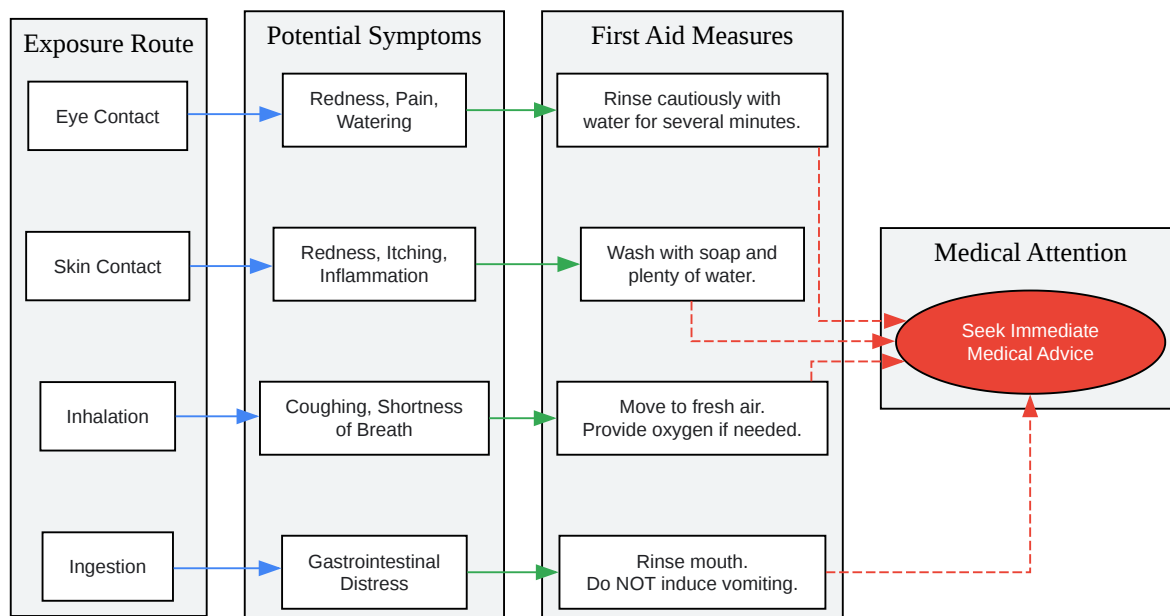 Exposure Route
Eye Contact
Skin Contact
Inhalation
Ingestion
Potential Symptoms
Redness, Pain,
Watering
Redness, Itching,
Inflammation
Coughing, Shortness
of Breath
Gastrointestinal
Distress
First Aid Measures
Rinse cautiously with
water for several minutes.
Wash with soap and
plenty of water.
Move to fresh air.
Provide oxygen if needed.
Rinse mouth.
Do NOT induce vomiting.
Medical Attention
Seek Immediate
Medical Advice